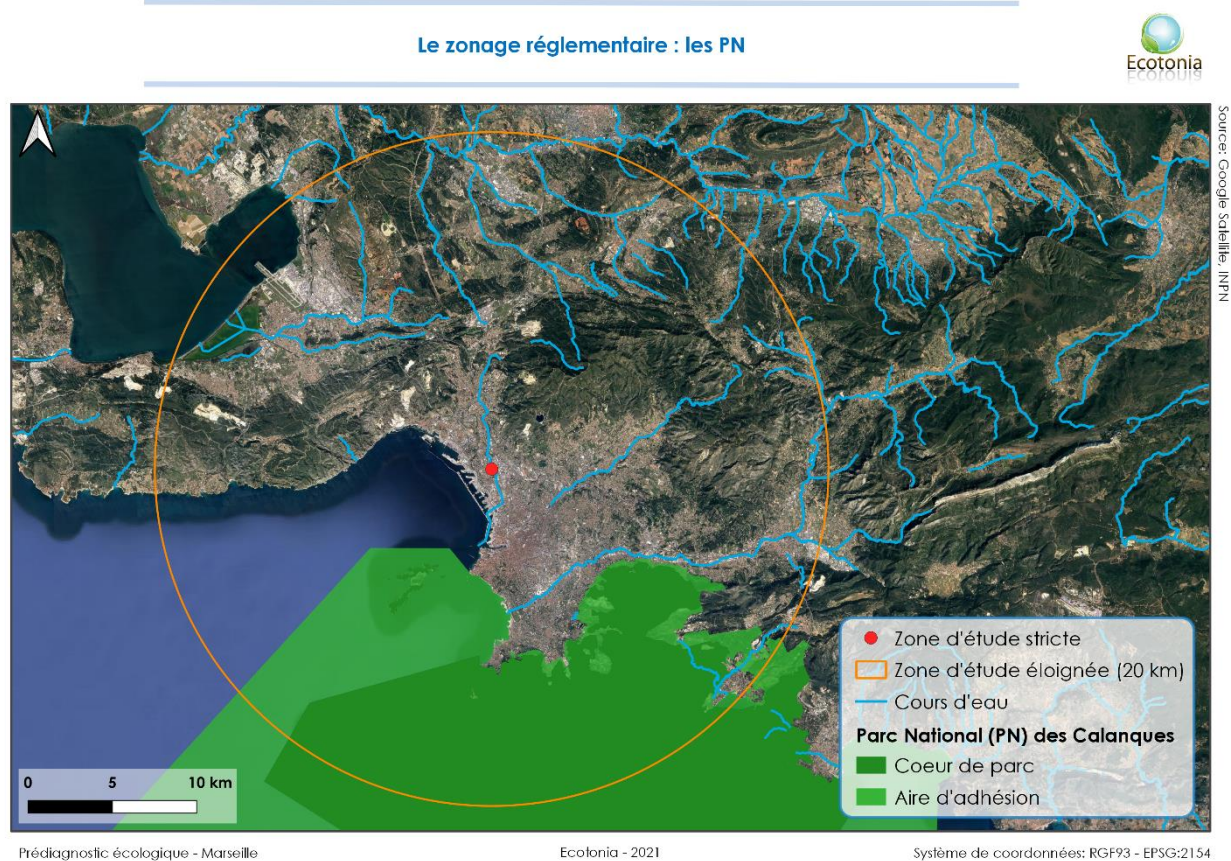 Le zonage réglementaire : les PN
Ecotonia
Source: Google Satellite, INPN
Zone d'étude stricte
Zone d'étude éloignée (20 km)
Cours d'eau
Parc National (PN) des Calanques
Coeur de parc
Aire d'adhésion
0 5 10 km
Prédiagnostic écologique - Marseille
Ecotonia - 2021
Système de coordonnées: RGF93 - EPSG:2154